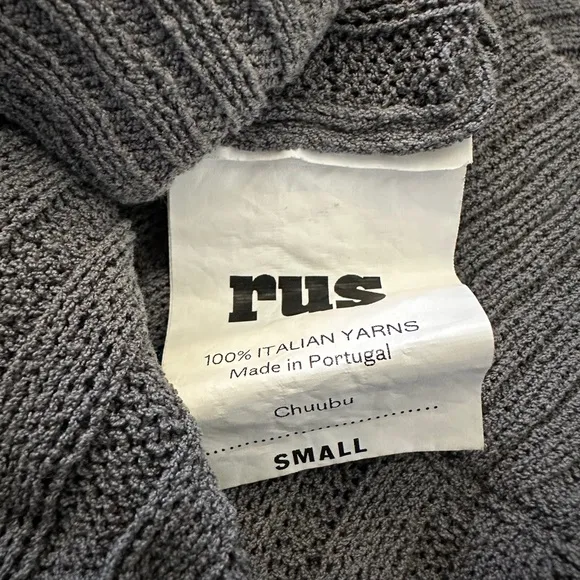 rus
100% ITALIAN YARNS
Made in Portugal
Chuubu
SMALL